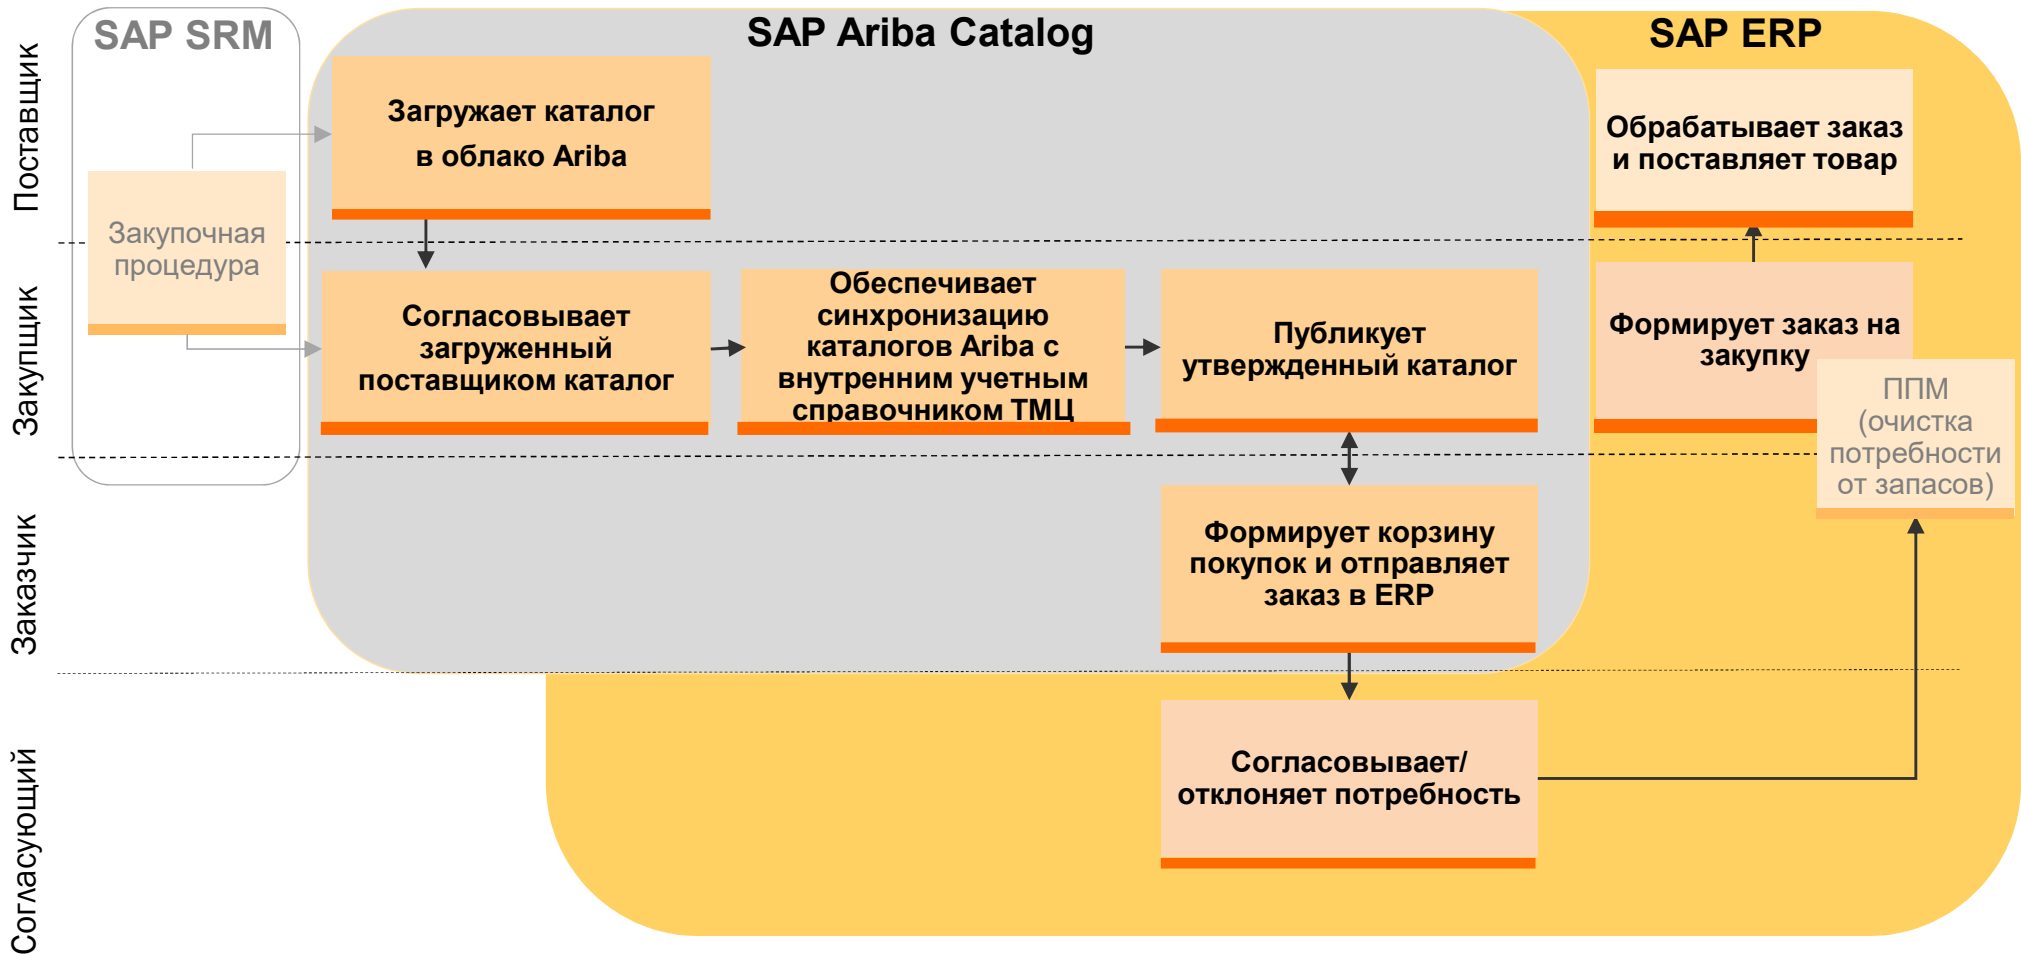 SAP SRM
SAP Ariba Catalog
SAP ERP
Поставщик
Загружает каталог
в облако Ariba
Обрабатывает заказ
и поставляет товар
Закупочная
процедура
Закупщик
Согласовывает
загруженный
поставщиком каталог
Обеспечивает
синхронизацию
каталогов Ariba с
внутренним учетным
справочником ТМЦ
Публикует
утвержденный каталог
Формирует заказ на
закупку
ППМ
(очистка
потребности
от запасов)
Заказчик
Формирует корзину
покупок и отправляет
заказ в ERP
Согласующий
Согласовывает/
отклоняет потребность